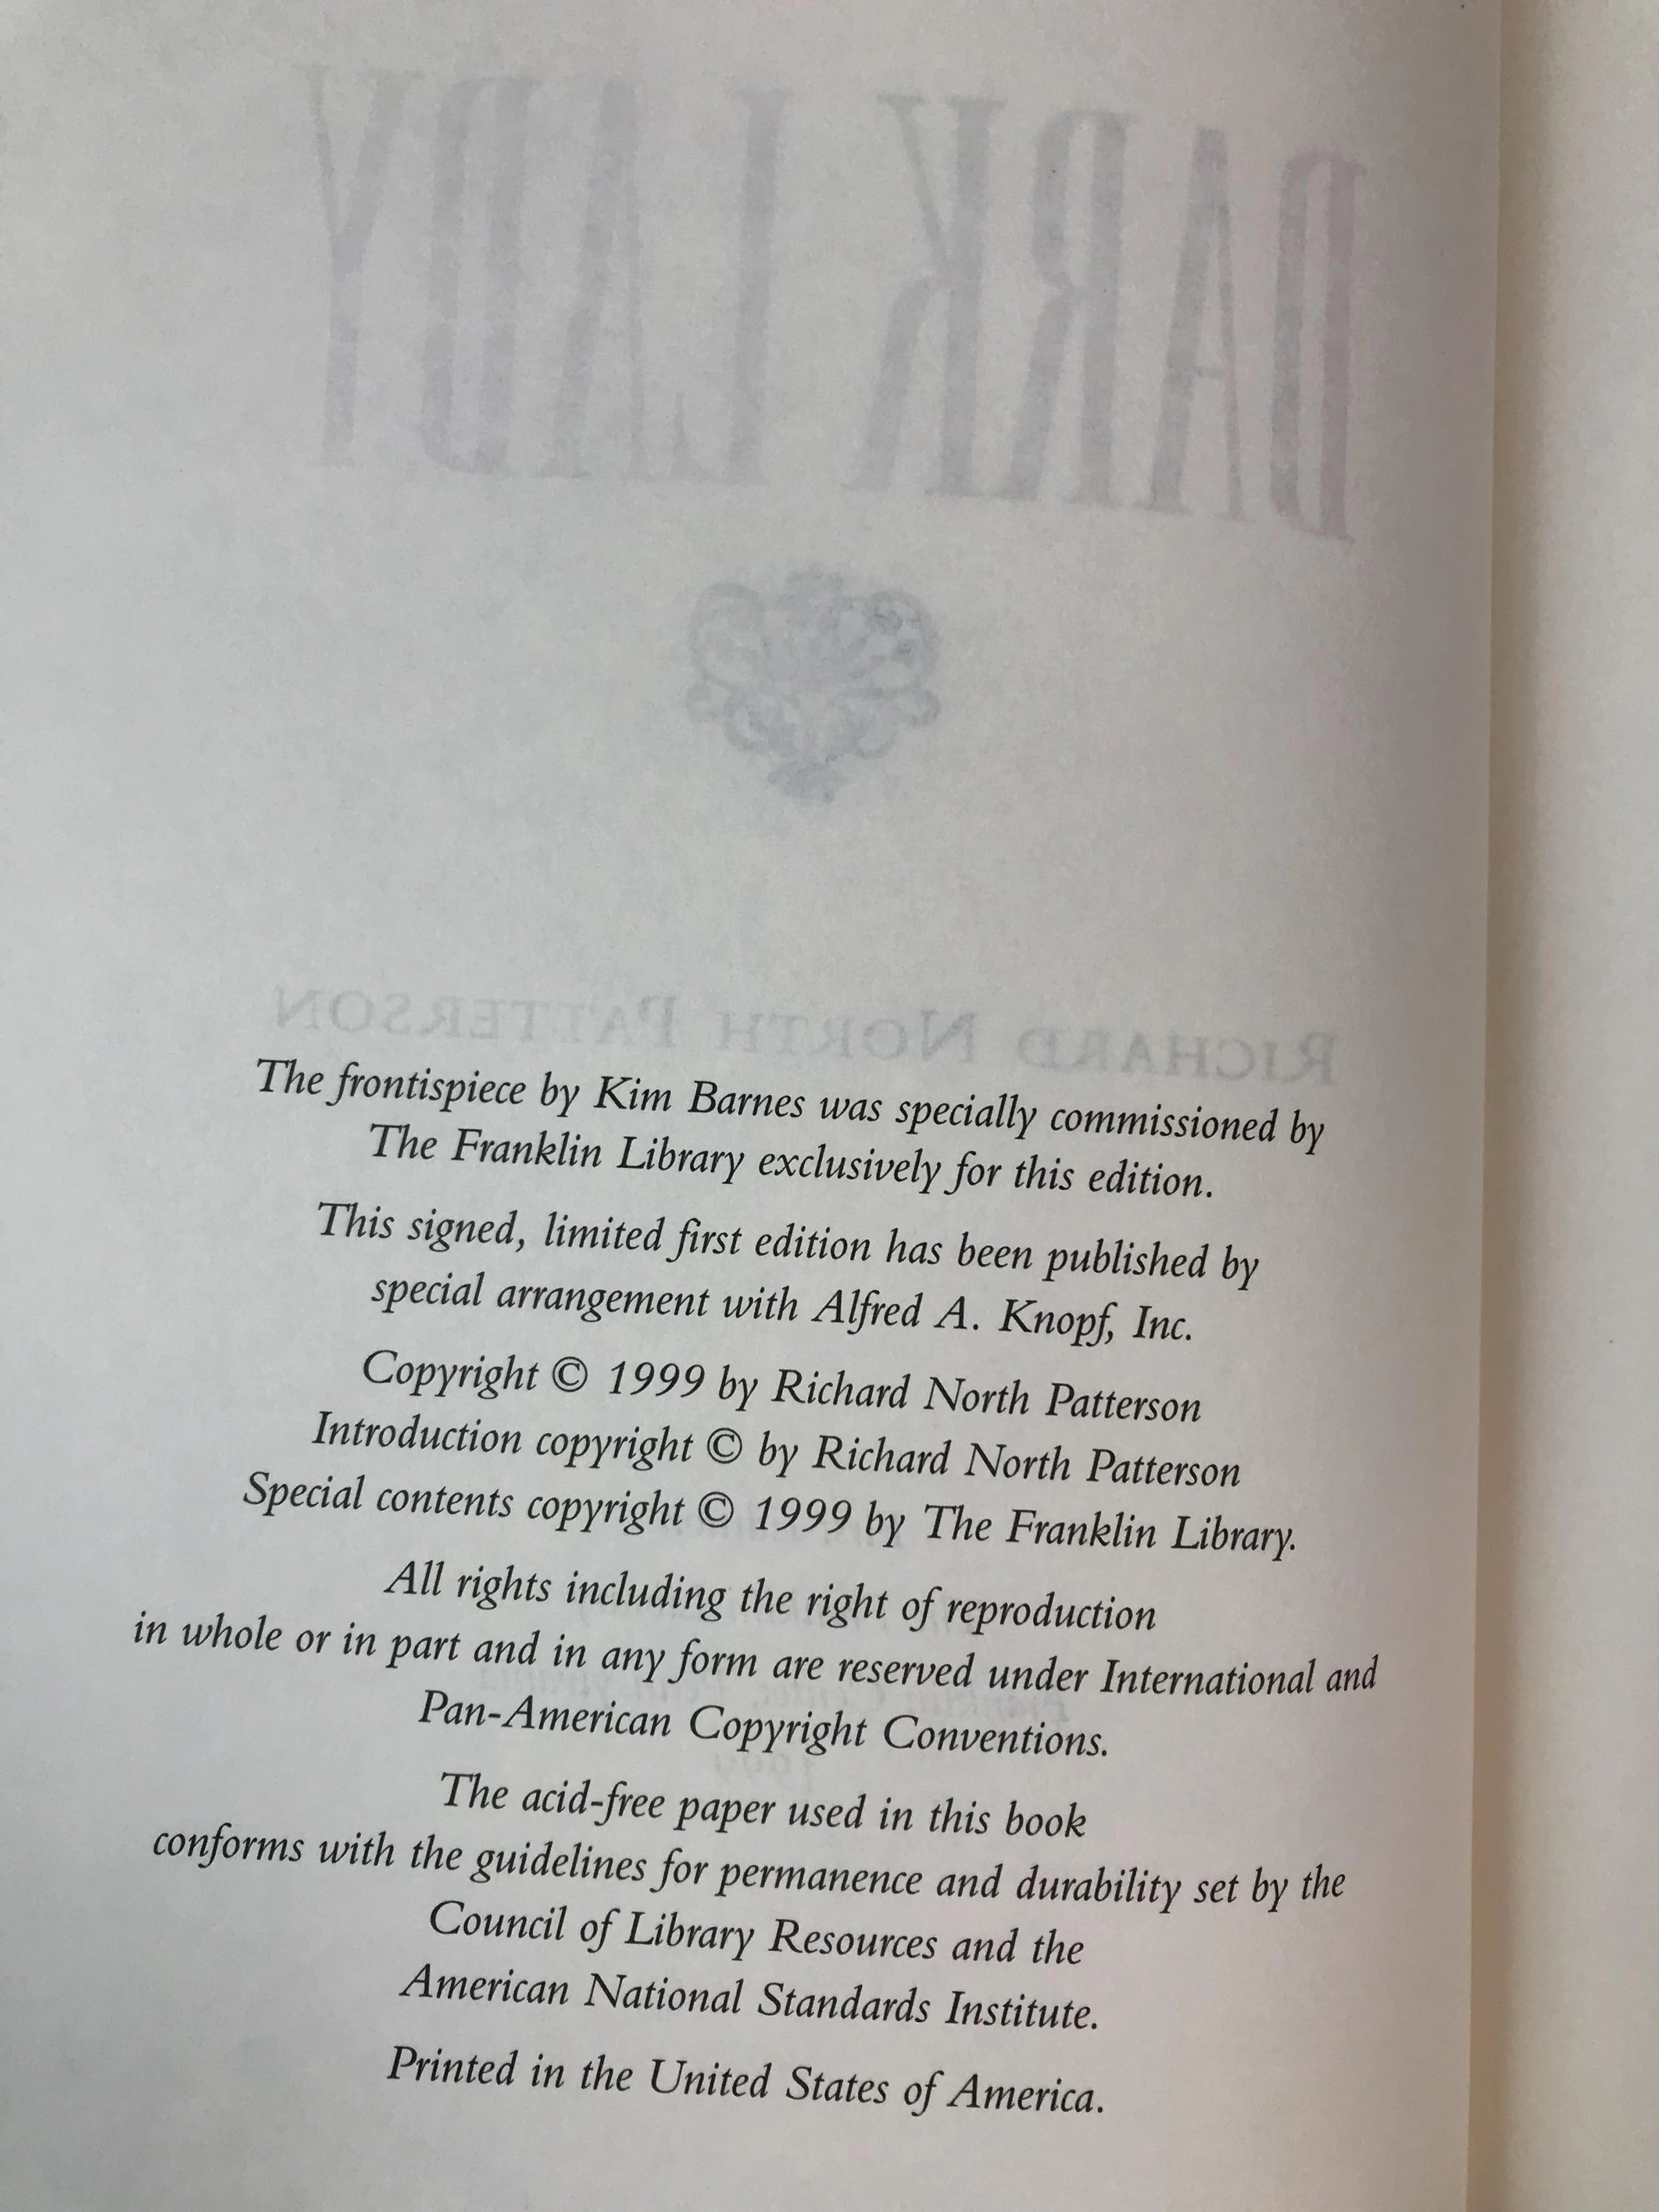 DARK LADY
RICHARD NORTH PATTERSON
The frontispiece by Kim Barnes was specially commissioned by
The Franklin Library exclusively for this edition.
This signed, limited first edition has been published by
special arrangement with Alfred A. Knopf, Inc.
Copyright © 1999 by Richard North Patterson
Introduction copyright © by Richard North Patterson
Special contents copyright © 1999 by The Franklin Library.
All rights including the right of reproduction
in whole or in part and in any form are reserved under International and
Pan-American Copyright Conventions.
The acid-free paper used in this book
conforms with the guidelines for permanence and durability set by the
Council of Library Resources and the
American National Standards Institute.
Printed in the United States of America.